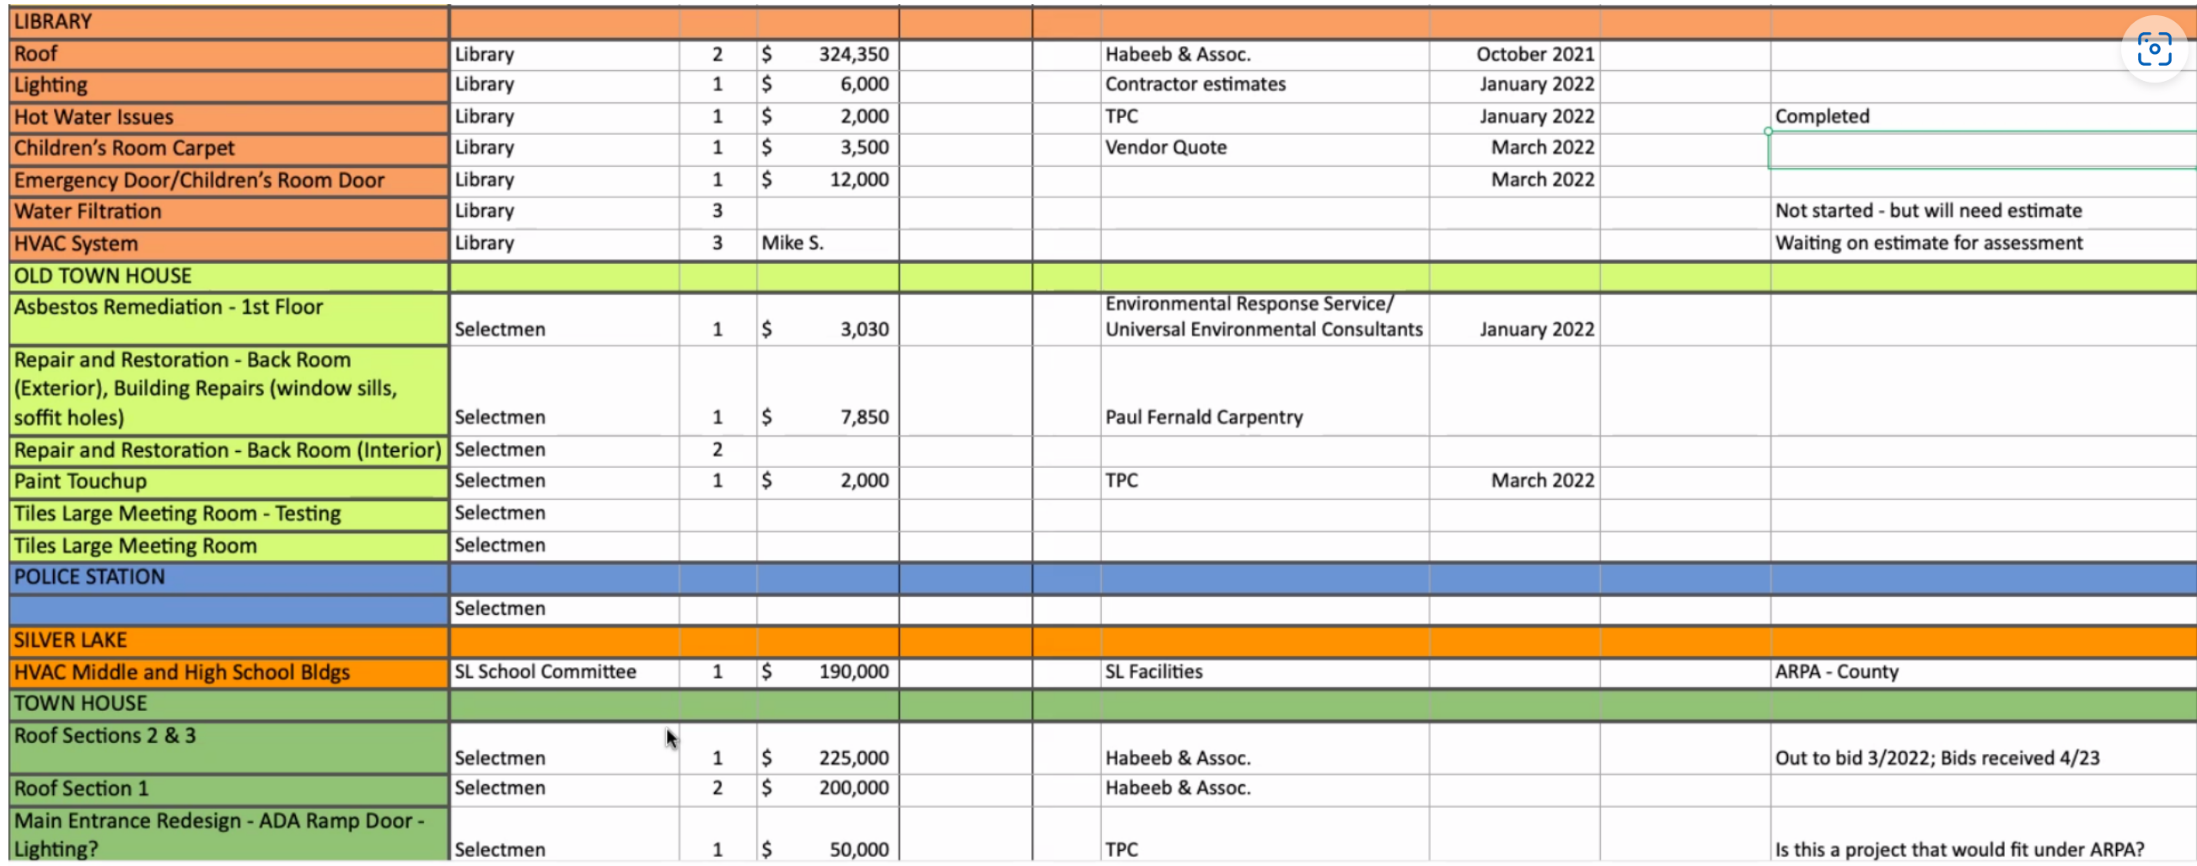 LIBRARY
Roof Library 2 $ 324,350 Habeeb & Assoc. October 2021
Lighting Library 1 $ 6,000 Contractor estimates January 2022
Hot Water Issues Library 1 $ 2,000 TPC January 2022 Completed
Children’s Room Carpet Library 1 $ 3,500 Vendor Quote March 2022
Emergency Door/Children’s Room Door Library 1 $ 12,000 March 2022
Water Filtration Library 3 Not started - but will need estimate
HVAC System Library 3 Mike S. Waiting on estimate for assessment
OLD TOWN HOUSE
Asbestos Remediation - 1st Floor Environmental Response Service/
Selectmen 1 $ 3,030 Universal Environmental Consultants January 2022
Repair and Restoration - Back Room
(Exterior), Building Repairs (window sills,
soffit holes) Selectmen 1 $ 7,850 Paul Fernald Carpentry
Repair and Restoration - Back Room (Interior) Selectmen 2
Paint Touchup Selectmen 1 $ 2,000 TPC March 2022
Tiles Large Meeting Room - Testing Selectmen
Tiles Large Meeting Room Selectmen
POLICE STATION
Selectmen
SILVER LAKE
HVAC Middle and High School Bldgs SL School Committee 1 $ 190,000 SL Facilities ARPA - County
TOWN HOUSE
Roof Sections 2 & 3
Selectmen 1 $ 225,000 Habeeb & Assoc. Out to bid 3/2022; Bids received 4/23
Roof Section 1 Selectmen 2 $ 200,000 Habeeb & Assoc.
Main Entrance Redesign - ADA Ramp Door -
Lighting? Selectmen 1 $ 50,000 TPC Is this a project that would fit under ARPA?